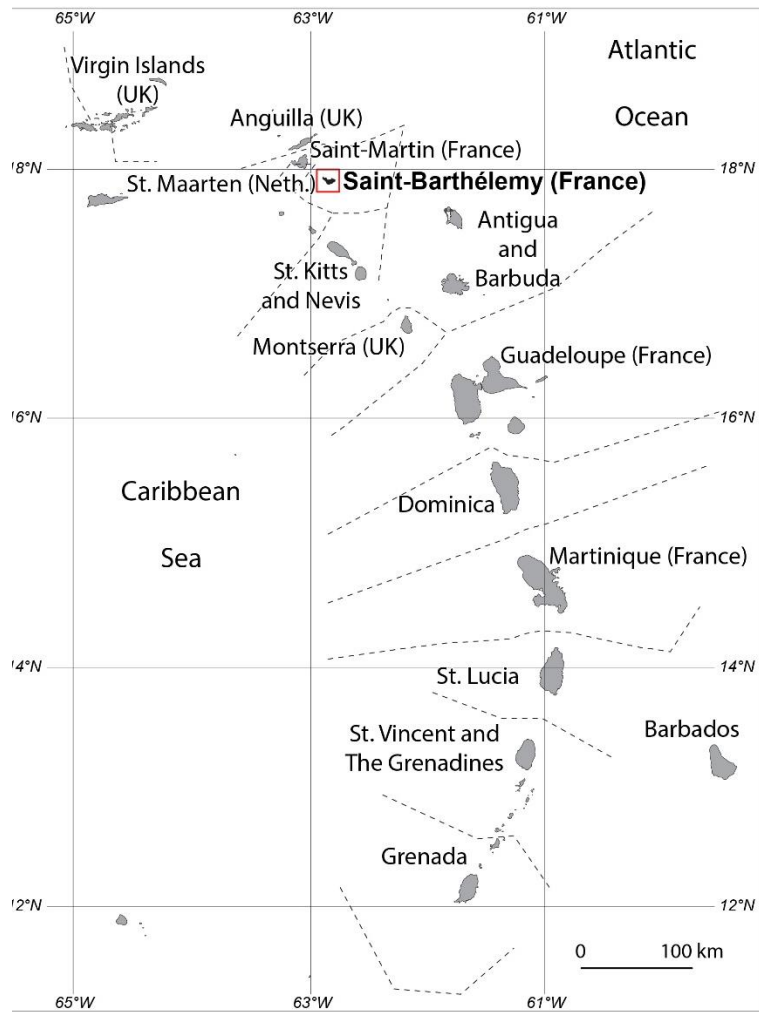 65°W 63°W 61°W
Atlantic
Ocean
Virgin Islands
(UK)
Anguilla (UK)
Saint-Martin (France)
18°N 18°N
St. Maarten (Neth.)
Saint-Barthélemy (France)
Antigua
and
Barbuda
St. Kitts
and Nevis
Montserra (UK)
Guadeloupe (France)
16°N 16°N
Caribbean
Sea
Dominica
Martinique (France)
14°N 14°N
St. Lucia
Barbados
St. Vincent and
The Grenadines
Grenada
12°N 12°N
0 100 km
65°W 63°W 61°W